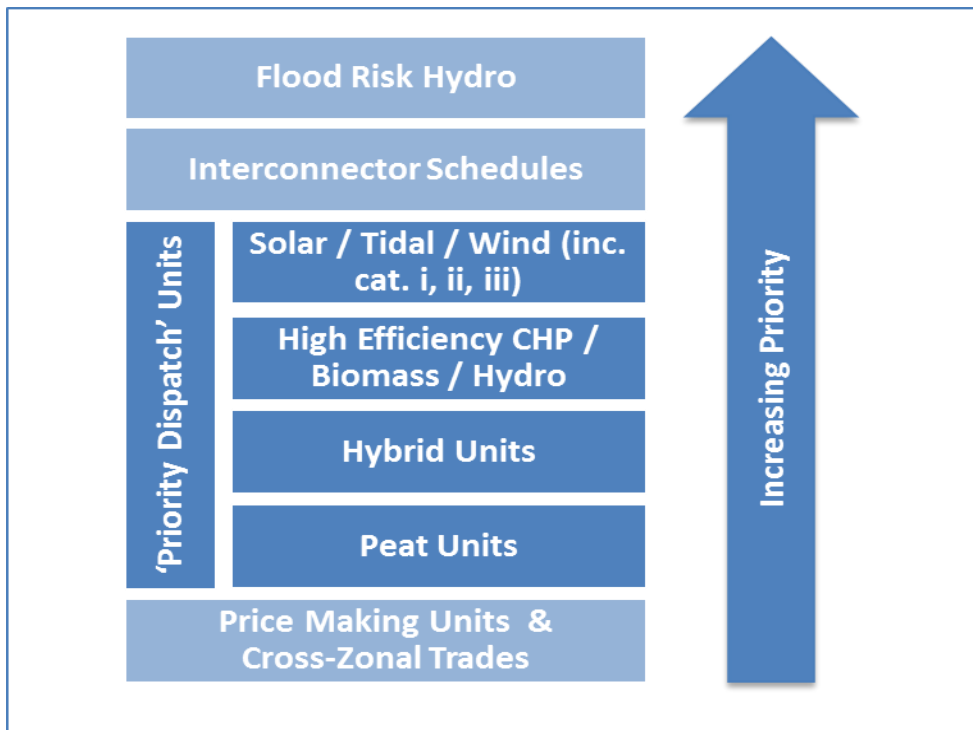 Flood Risk Hydro
Interconnector Schedules
'Priority Dispatch' Units
Solar / Tidal / Wind (inc.
cat. i, ii, iii)
High Efficiency CHP /
Biomass / Hydro
Hybrid Units
Peat Units
Price Making Units &
Cross-Zonal Trades
Increasing Priority